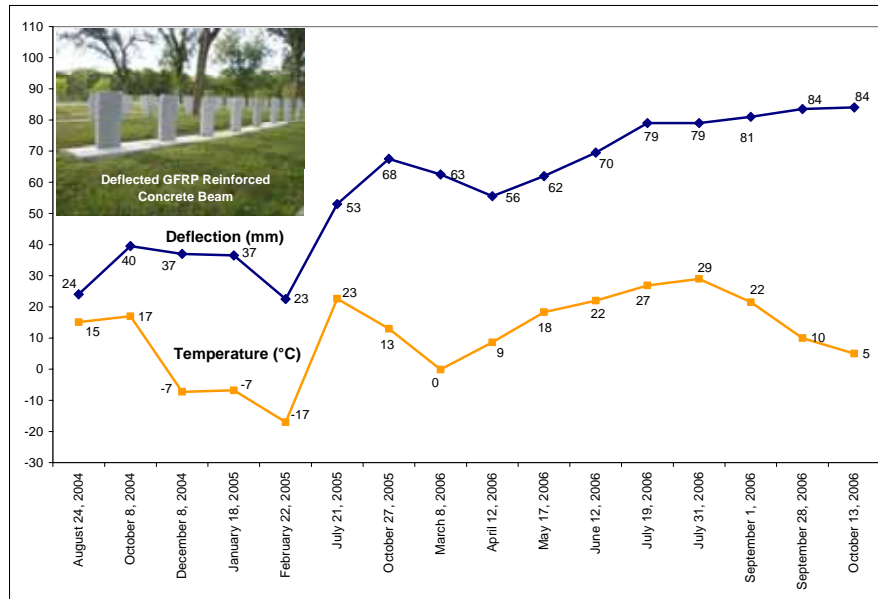 110
100
90
80
70
60
50
40
30
20
10
0
-10
-20
-30
Deflected GFRP Reinforced
Concrete Beam
Deflection (mm)
24
40
37
37
23
53
68
63
56
62
70
79
79
81
84
84
Temperature (°C)
15
17
-7
-7
-17
23
13
0
9
18
22
27
29
22
10
5
August 24, 2004
October 8, 2004
December 8, 2004
January 18, 2005
February 22, 2005
July 21, 2005
October 27, 2005
March 8, 2006
April 12, 2006
May 17, 2006
June 12, 2006
July 19, 2006
July 31, 2006
September 1, 2006
September 28, 2006
October 13, 2006